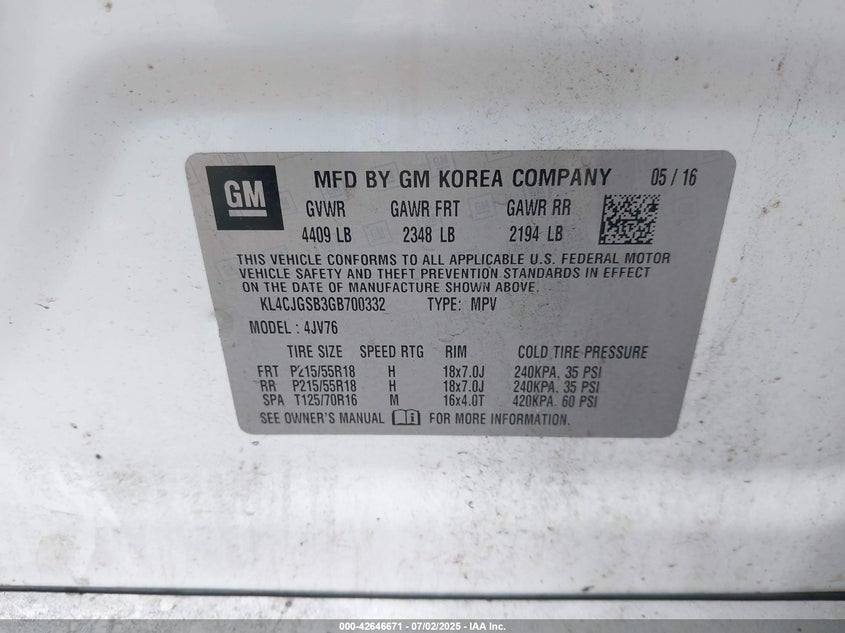 GM MFD BY GM KOREA COMPANY 05 / 16
GVWR GAWR FRT GAWR RR
4409 LB 2348 LB 2194 LB
THIS VEHICLE CONFORMS TO ALL APPLICABLE U.S. FEDERAL MOTOR
VEHICLE SAFETY AND THEFT PREVENTION STANDARDS IN EFFECT
ON THE DATE OF MANUFACTURE SHOWN ABOVE.
KL4CJGSB3GB700332 TYPE: MPV
MODEL : 4JV76
TIRE SIZE SPEED RTG RIM COLD TIRE PRESSURE
FRT P215/55R18 H 18x7.0J 240KPA. 35 PSI
RR P215/55R18 H 18x7.0J 240KPA. 35 PSI
SPA T125/70R16 M 16x4.0T 420KPA. 60 PSI
SEE OWNER'S MANUAL i FOR MORE INFORMATION.
000-42646671 - 07/02/2025 - IAA Inc.